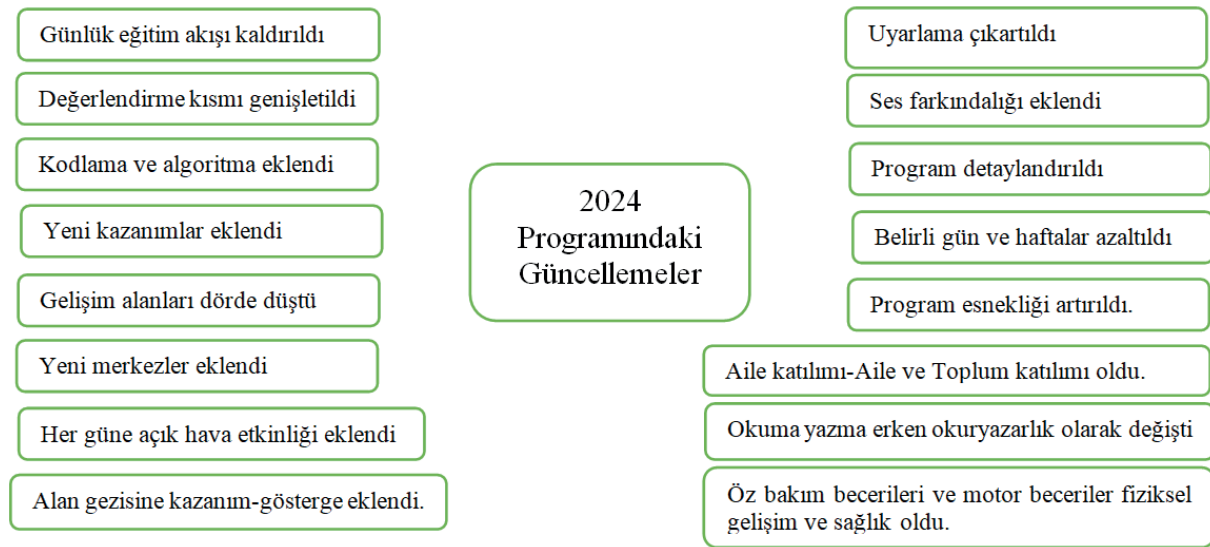 Günlük eğitim akışı kaldırıldı
Değerlendirme kısmı genişletildi
Kodlama ve algoritma eklendi
Yeni kazanımlar eklendi
Gelişim alanları dörde düştü
Yeni merkezler eklendi
Her güne açık hava etkinliği eklendi
Alan gezisine kazanım-gösterge eklendi.
2024
Programındaki
Güncellemeler
Uyarlama çıkartıldı
Ses farkındalığı eklendi
Program detaylandırıldı
Belirli gün ve haftalar azaltıldı
Program esnekliği artırıldı.
Aile katılımı-Aile ve Toplum katılımı oldu.
Okuma yazma erken okuryazarlık olarak değişti
Öz bakım becerileri ve motor beceriler fiziksel
gelişim ve sağlık oldu.